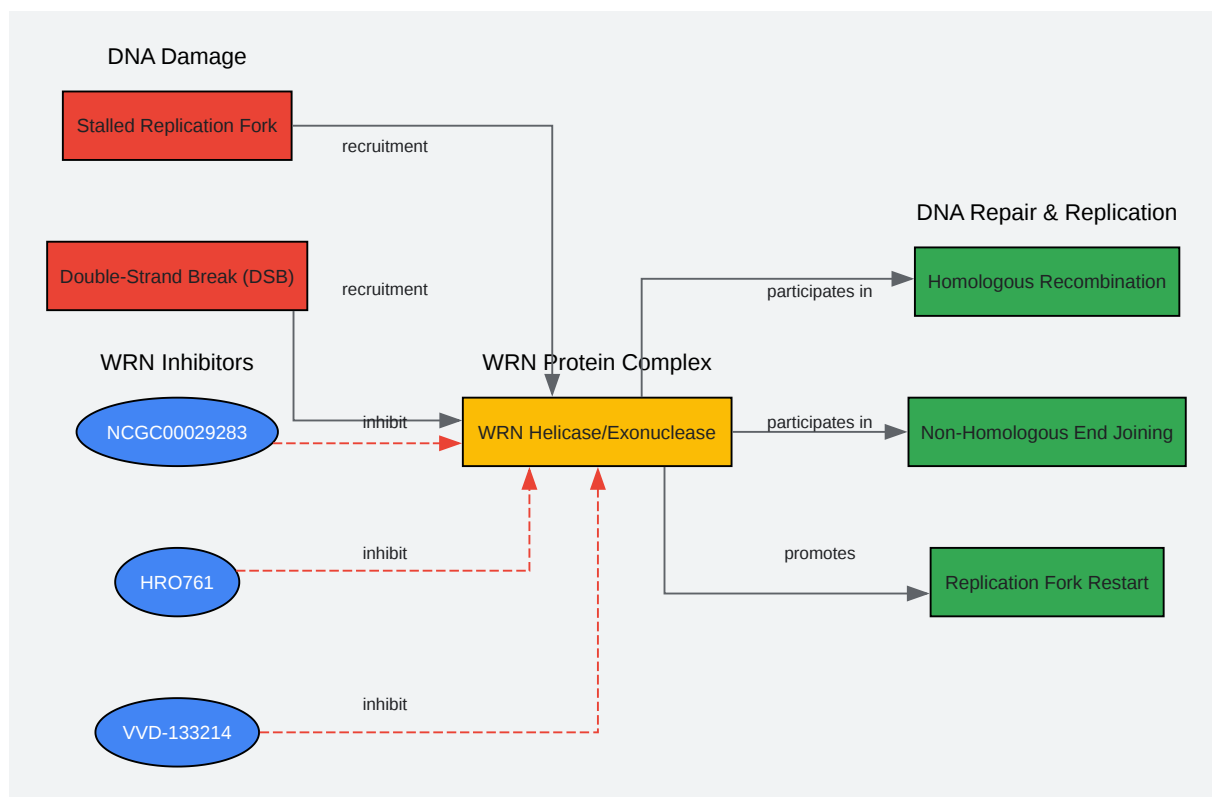 DNA Damage
Stalled Replication Fork
recruitment
DNA Repair & Replication
Double-Strand Break (DSB)
recruitment
Homologous Recombination
participates in
WRN Inhibitors
WRN Protein Complex
NCGC00029283
inhibit
WRN Helicase/Exonuclease
participates in
Non-Homologous End Joining
HRO761
inhibit
promotes
Replication Fork Restart
VVD-133214
inhibit